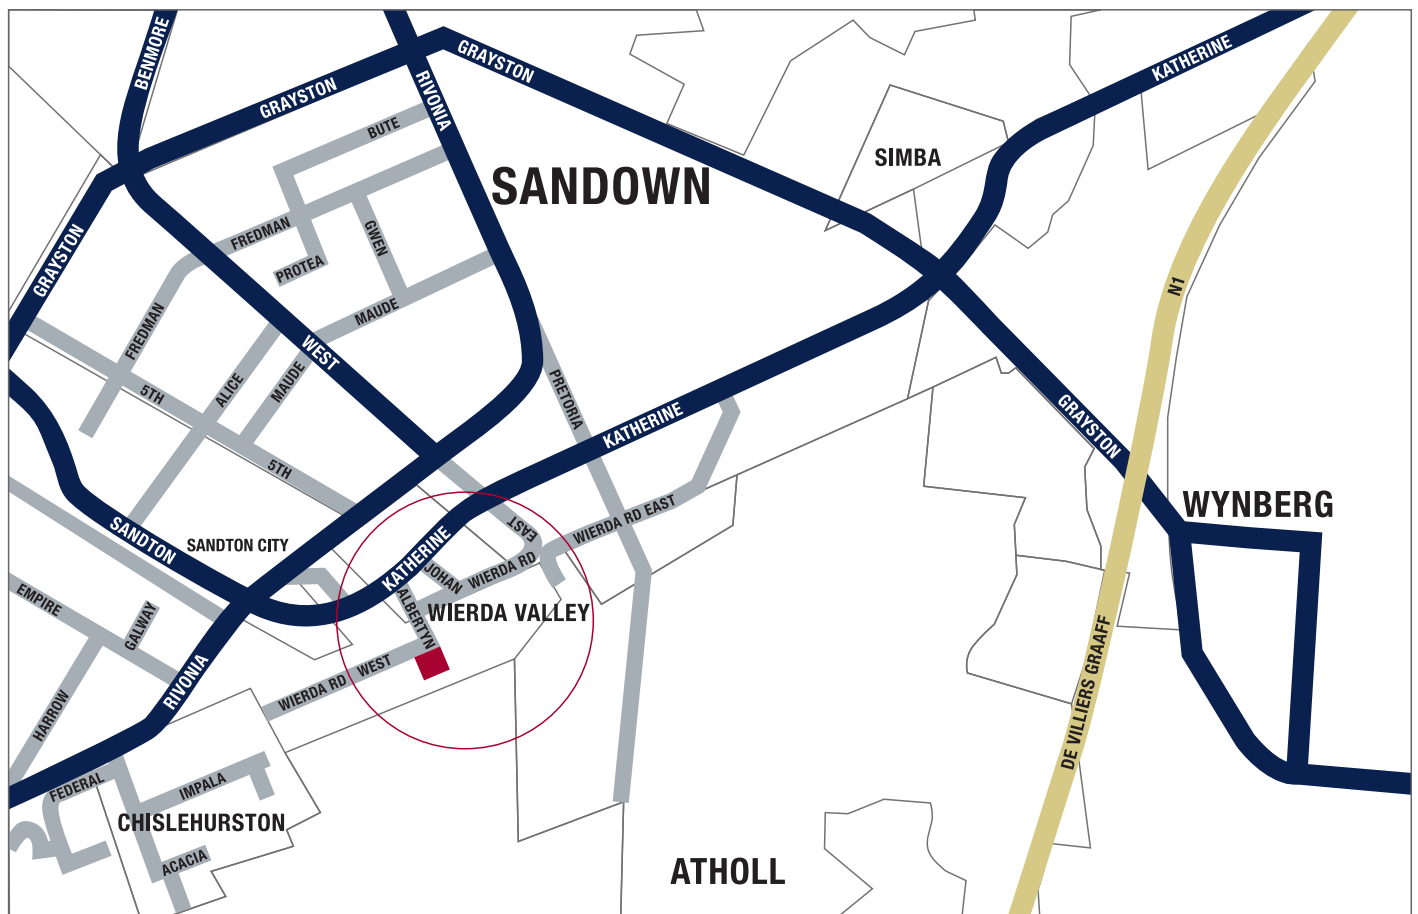 BENMORE
GRAYSTON
GRAYSTON
KATHERINE
RIVONIA
BUTE
SIMBA
SANDOWN
FREDMAN
GWEN
GRAYSTON
PROTEA
N1
MAUDE
FREDMAN
WEST
ALICE
MAUDE
5TH
PRETORIA
KATHERINE
GRAYSTON
5TH
WYNBERG
SANDTON
SANDTON CITY
EAST
WIERDA RD EAST
KATHERINE
JOHAN
WIERDA RD
EMPIRE
GALWAY
ALBERTYN
WIERDA VALLEY
DE VILLIERS GRAAFF
RIVONIA
WIERDA RD WEST
HARROW
FEDERAL
IMPALA
CHISLEHURSTON
ACACIA
ATHOLL